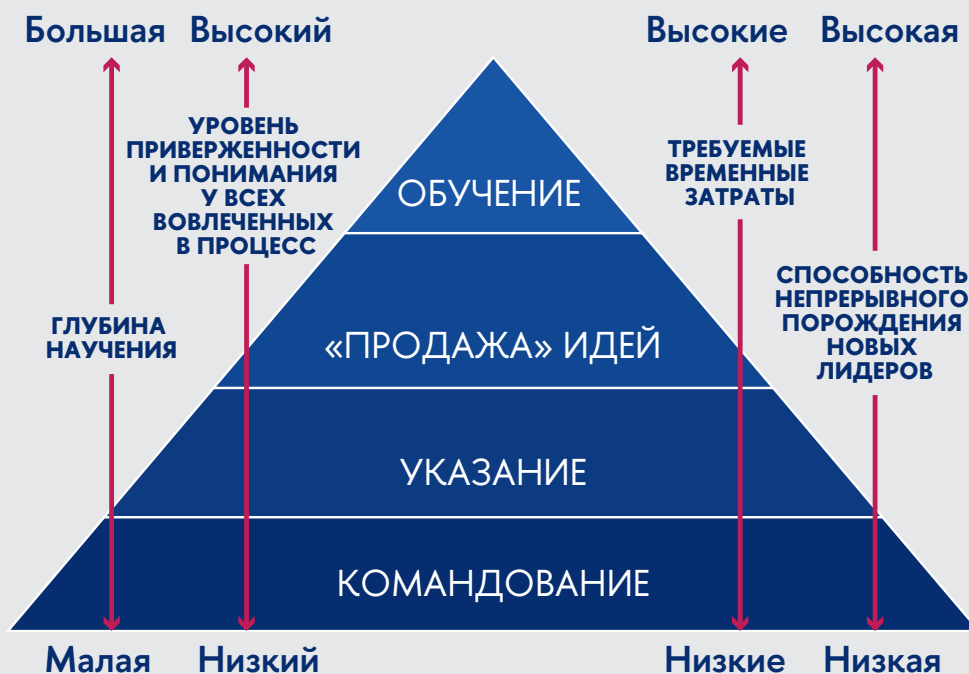 Большая Высокий Высокие Высокая
УРОВЕНЬ
ПРИВЕРЖЕННОСТИ
И ПОНИМАНИЯ
У ВСЕХ
ВОВЛЕЧЕННЫХ
В ПРОЦЕСС
ТРЕБУЕМЫЕ
ВРЕМЕННЫЕ
ЗАТРАТЫ
ОБУЧЕНИЕ
СПОСОБНОСТЬ
НЕПРЕРЫВНОГО
ПОРОЖДЕНИЯ
НОВЫХ
ЛИДЕРОВ
ГЛУБИНА
НАУЧЕНИЯ
«ПРОДАЖА» ИДЕЙ
УКАЗАНИЕ
КОМАНДОВАНИЕ
Малая Низкий Низкие Низкая